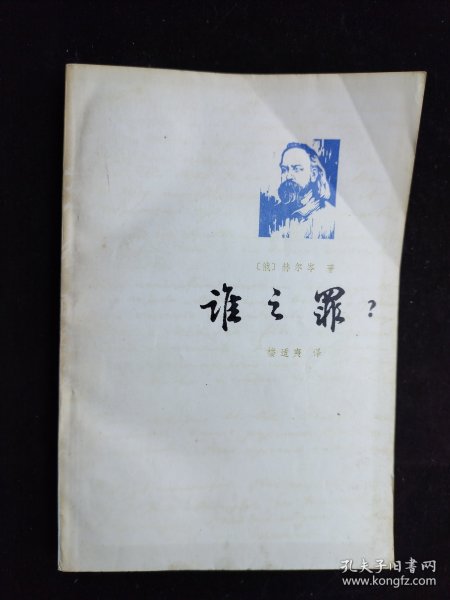 〔俄〕赫尔岑 著
谁之罪?
楼适夷 译
孔夫子旧书网
www.kongfz.com